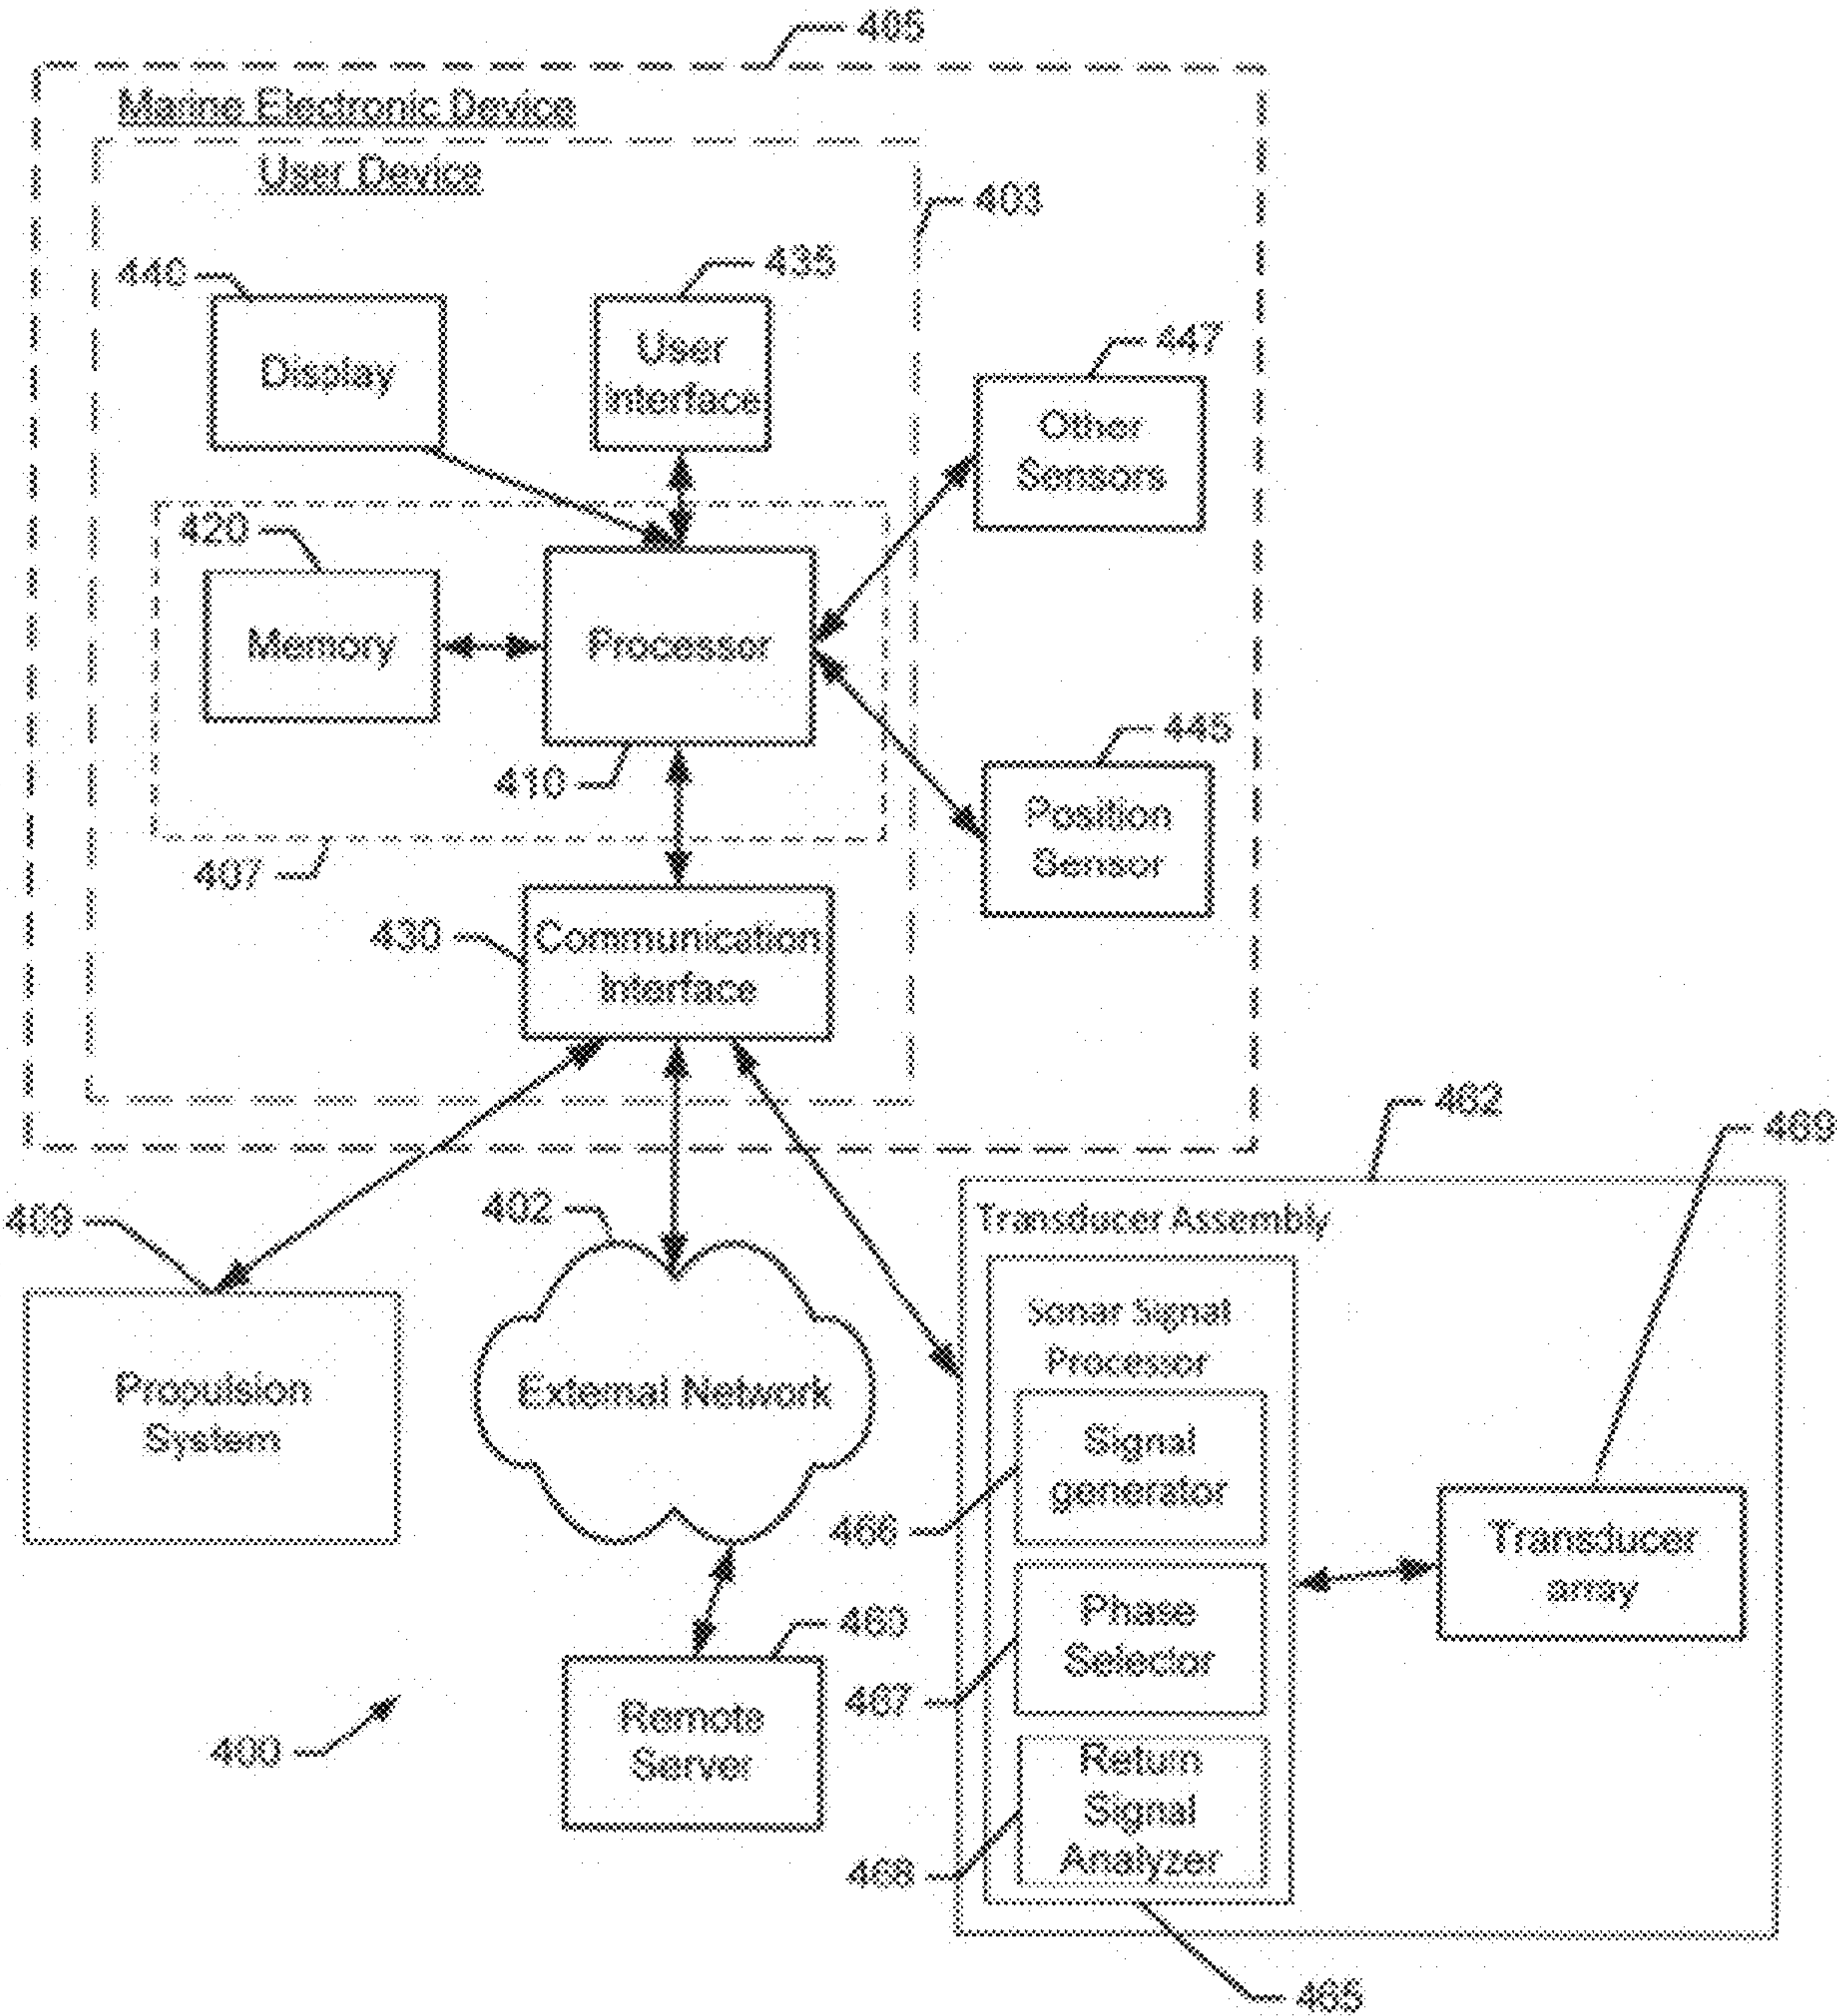 405
Marine Electronic Device
User Device
403
440
435
Display
User
interface
447
Other
Sensors
420
Memory
Processor
410
445
Position
Sensor
407
430
Communication
Interface
462
469
409
402
Transducer Assembly
Propulsion
System
External Network
Sonar Signal
Processor
Signal
generator
466
Transducer
array
Phase
Selector
467
460
Remote
Server
400
Return
Signal
Analyzer
468
465